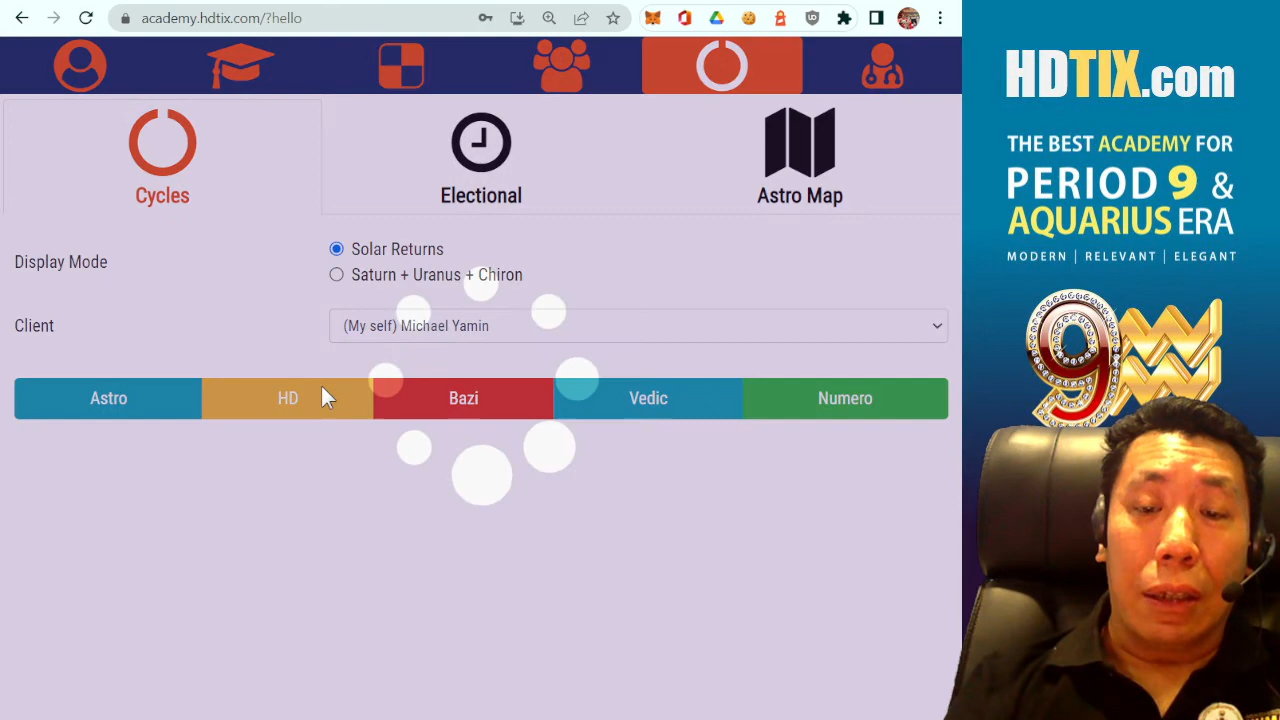 academy.hdtix.com/?hello
Cycles
Electional
Astro Map
Display Mode
Solar Returns
Saturn + Uranus + Chiron
Client
(My self) Michael Yamin
Astro
HD
Bazi
Vedic
Numero
HDTIX.com
THE BEST ACADEMY FOR
PERIOD 9 &
AQUARIUS ERA
MODERN | RELEVANT | ELEGANT
9